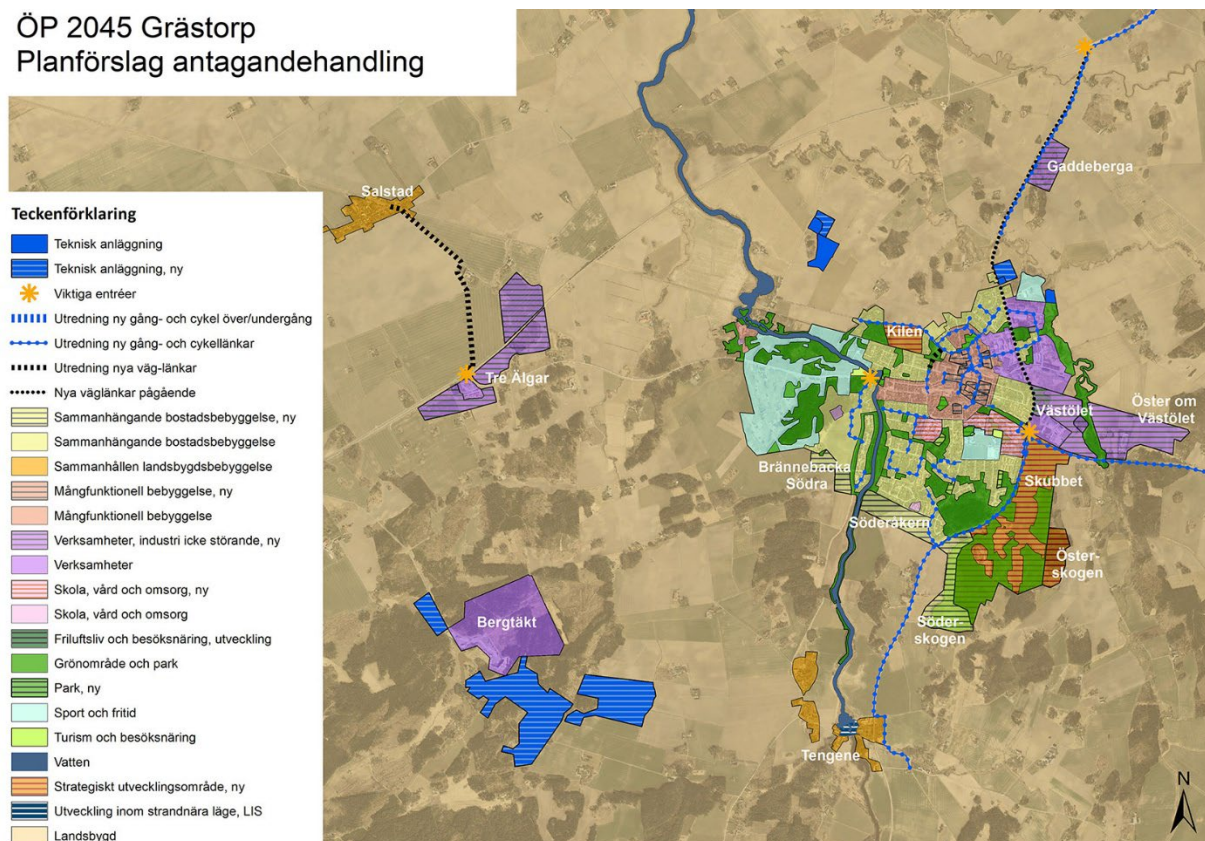 ÖP 2045 Grästorp
Planförslag antagandehandling
Teckenförklaring
Teknisk anläggning
Teknisk anläggning, ny
Viktiga entréer
Utredning ny gång- och cykel över/undergång
Utredning ny gång- och cykellänkar
Utredning nya väg-länkar
Nya väglänkar pågående
Sammanhängande bostadsbebyggelse, ny
Sammanhängande bostadsbebyggelse
Sammanhållen landsbygdsbebyggelse
Mångfunktionell bebyggelse, ny
Mångfunktionell bebyggelse
Verksamheter, industri icke störande, ny
Verksamheter
Skola, vård och omsorg, ny
Skola, vård och omsorg
Friluftsliv och besöksnäring, utveckling
Grönområde och park
Park, ny
Sport och fritid
Turism och besöksnäring
Vatten
Strategiskt utvecklingsområde, ny
Utveckling inom strandnära läge, LIS
Landsbygd
Salstad
Gaddeberga
Kilen
Tre Älgar
Västölet
Öster om
Västölet
Brännebacka
Södra
Skubbet
Söderåkern
Öster-
skogen
Söder-
skogen
Bergtäkt
Tengene
N